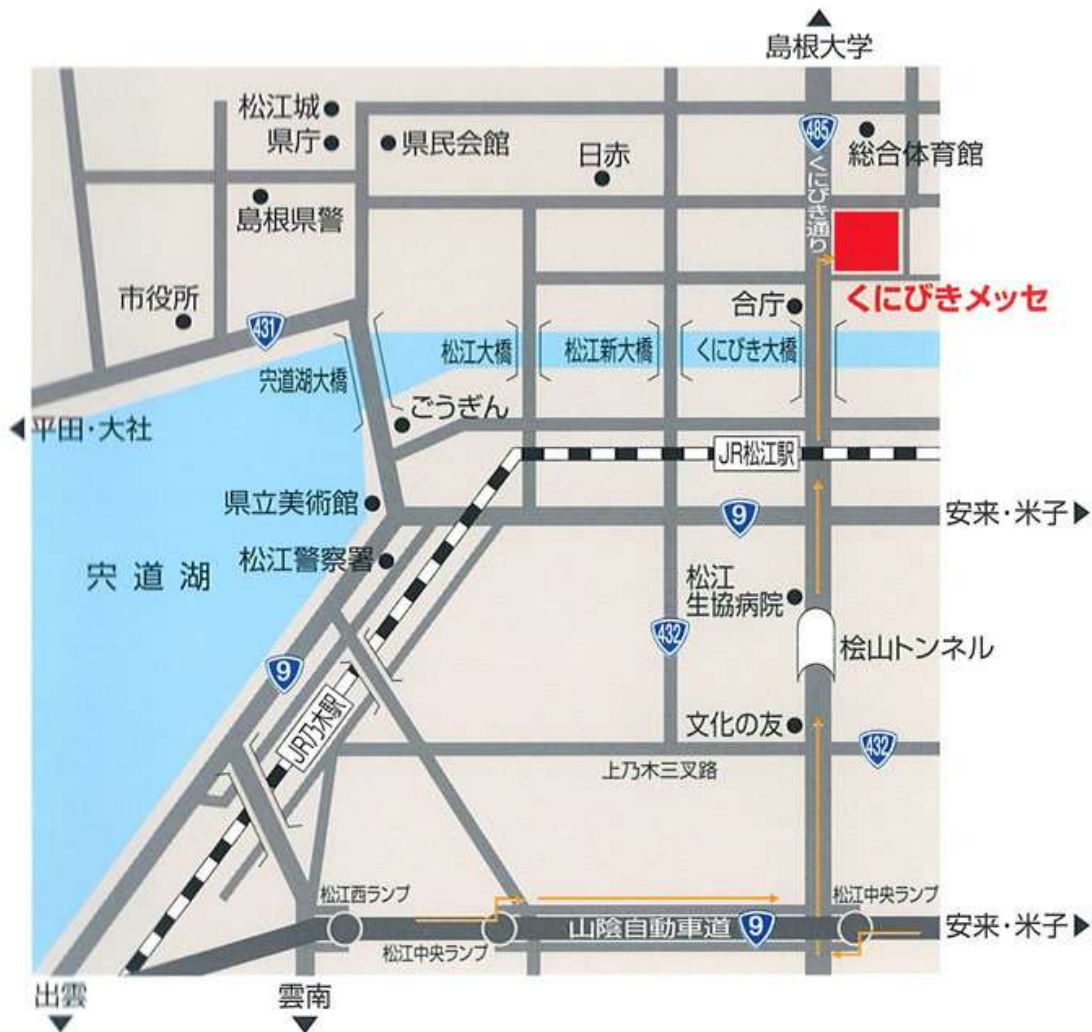 島根大学
松江城
県庁
県民会館
日赤
485
総合体育館
くにびき通り
島根県警
市役所
431
合庁
くにびきメッセ
宍道湖大橋
松江大橋
松江新大橋
くにびき大橋
ごうぎん
平田・大社
JR松江駅
県立美術館
9
安来・米子
松江警察署
宍道湖
松江
生協病院
432
桧山トンネル
9
JR乃木駅
文化の友
432
上乃木三叉路
松江西ランプ
松江中央ランプ
山陰自動車道
9
安来・米子
松江中央ランプ
出雲
雲南